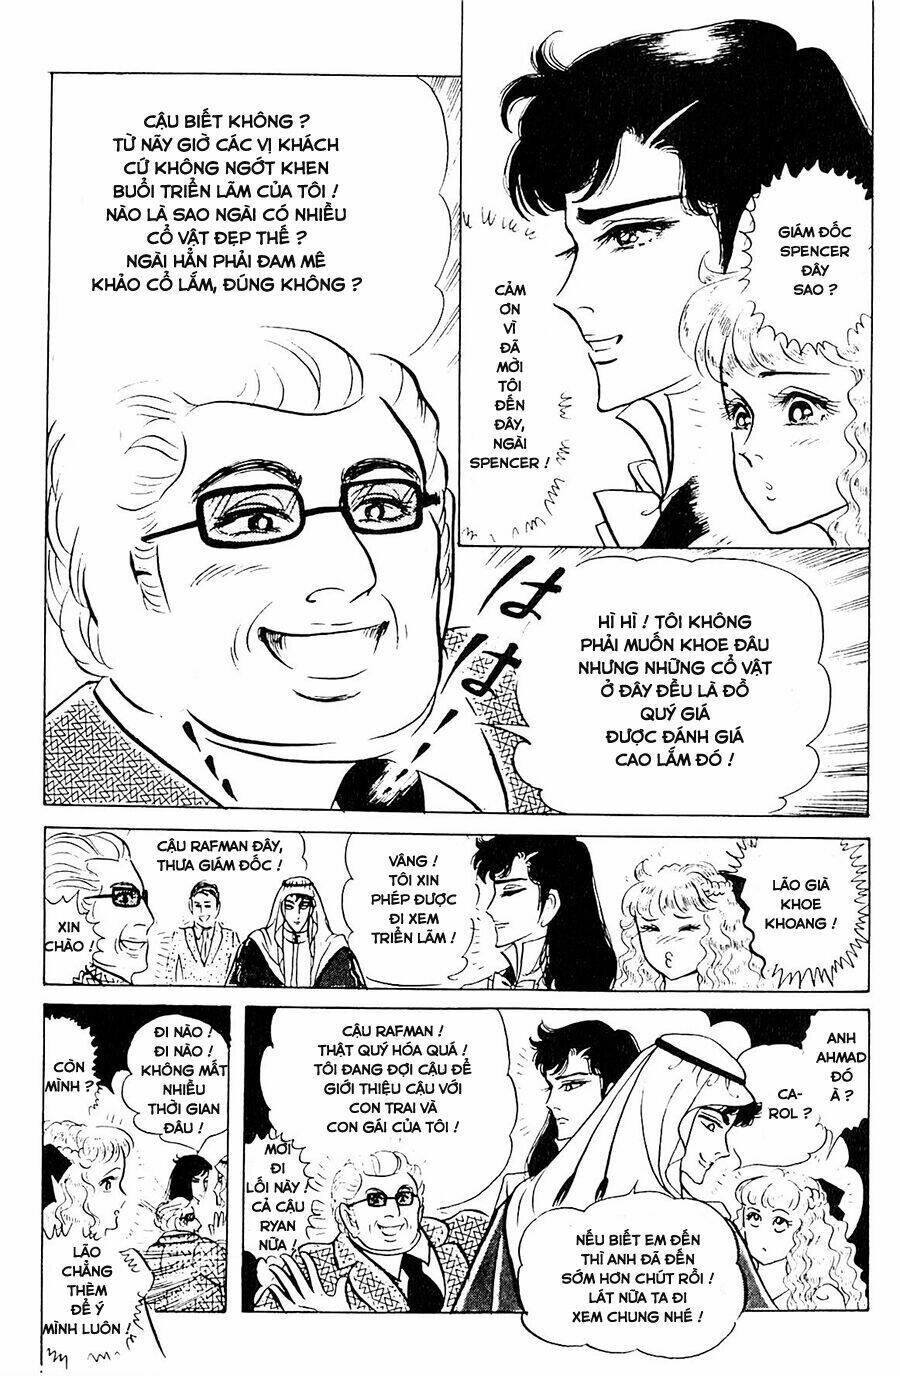 GIÁM ĐỐC
SPENCER
ĐÂY
SAO ?
CẢM
ƠN
VÌ
ĐÃ
MỜI
TÔI
ĐẾN
ĐÂY,
NGÀI
SPENCER !
CẬU BIẾT KHÔNG ?
TỪ NÃY GIỜ CÁC VỊ KHÁCH
CỨ KHÔNG NGỚT KHEN
BUỔI TRIỂN LÃM CỦA TÔI !
NÀO LÀ SAO NGÀI CÓ NHIỀU
CỔ VẬT ĐẸP THẾ ?
NGÀI HẲN PHẢI ĐAM MÊ
KHẢO CỔ LẮM, ĐÚNG KHÔNG ?
はは
HÌ HÌ ! TÔI KHÔNG
PHẢI MUỐN KHOE ĐÂU
NHƯNG NHỮNG CỔ VẬT
Ở ĐÂY ĐỀU LÀ ĐỒ
QUÝ GIÁ
ĐƯỢC ĐÁNH GIÁ
CAO LẮM ĐÓ !
LÃO GIÀ
KHOE
KHOANG !
VÂNG !
TÔI XIN
PHÉP ĐƯỢC
ĐI XEM
TRIỂN LÃM !
CẬU RAFMAN ĐÂY,
THƯA GIÁM ĐỐC !
XIN
CHÀO !
ANH
AHMAD
ĐÓ
À ?
CA-
ROL ?
CẬU RAFMAN !
THẬT QUÝ HÓA QUÁ !
TÔI ĐANG ĐỢI CẬU ĐỂ
GIỚI THIỆU CẬU VỚI
CON TRAI VÀ
CON GÁI CỦA TÔI !
MỜI
ĐI
LỐI NÀY !
CẢ CẬU
RYAN
NỮA !
NẾU BIẾT EM ĐẾN
THÌ ANH ĐÃ ĐẾN
SỚM HƠN CHÚT RỒI !
LÁT NỮA TA ĐI
XEM CHUNG NHÉ !
ĐI NÀO !
ĐI NÀO !
KHÔNG MẤT
NHIỀU
THỜI GIAN
ĐÂU !
CÒN
MÌNH ?
LÃO
CHẲNG
THÈM
ĐỂ Ý
MÌNH LUÔN !